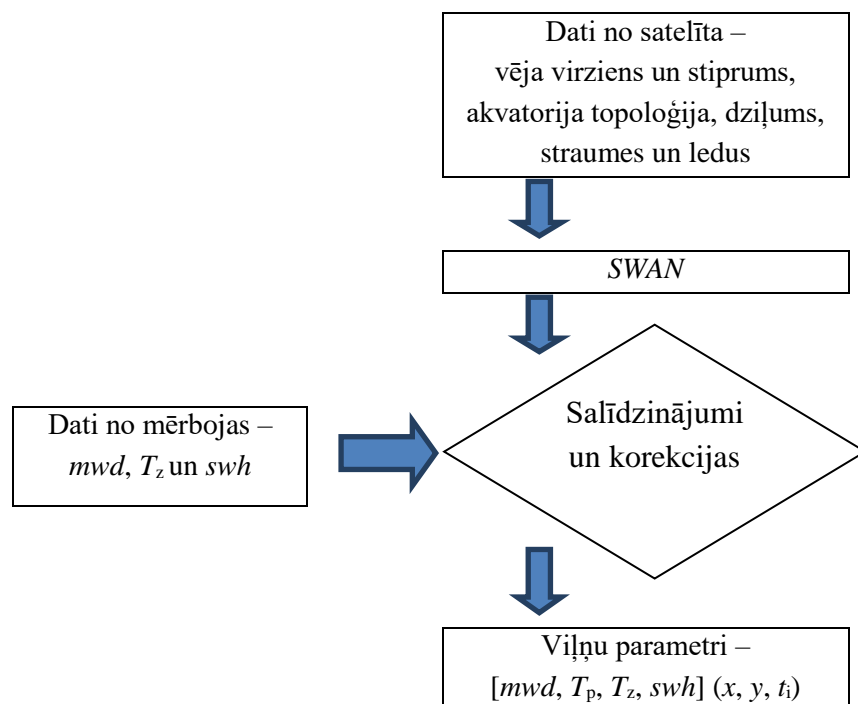 Dati no satelīta –
vēja virziens un stiprums,
akvatorija topoloģija, dziļums,
straumes un ledus
SWAN
Salīdzinājumi
un korekcijas
Dati no mērbojas –
mwd, Tz un swh
Viļņu parametri –
[mwd, Tp, Tz, swh] (x, y, ti)